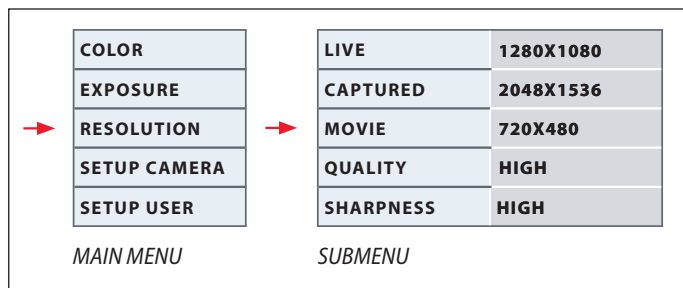 COLOR
EXPOSURE
RESOLUTION
SETUP CAMERA
SETUP USER
MAIN MENU
LIVE 1280X1080
CAPTURED 2048X1536
MOVIE 720X480
QUALITY HIGH
SHARPNESS HIGH
SUBMENU